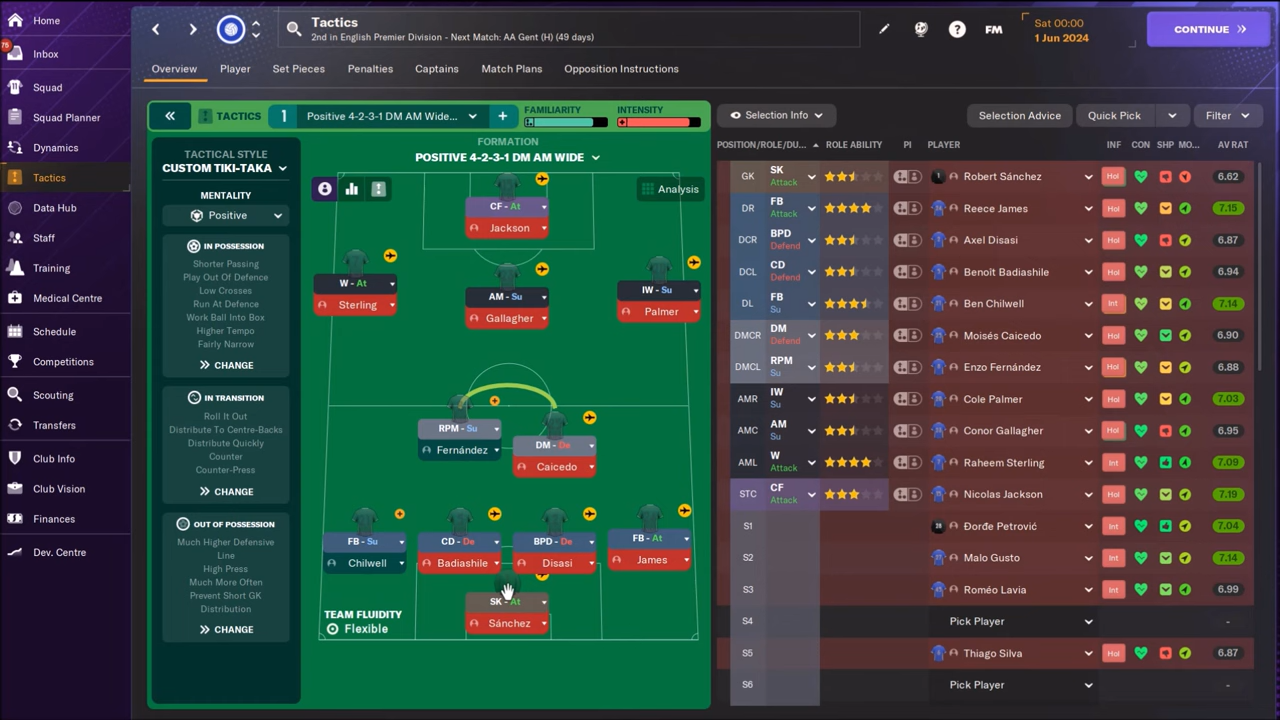 Home
76
Inbox
Squad
Squad Planner
Dynamics
Tactics
Data Hub
Staff
Training
Medical Centre
Schedule
Competitions
Scouting
Transfers
Club Info
Club Vision
Finances
Dev. Centre
Tactics
2nd in English Premier Division - Next Match: AA Gent (H) (49 days)
? FM
Sat 00:00
1 Jun 2024
CONTINUE
Overview Player Set Pieces Penalties Captains Match Plans Opposition Instructions
TACTICS 1 Positive 4-2-3-1 DM AM Wide... + FAMILIARITY INTENSITY
TACTICAL STYLE
CUSTOM TIKI-TAKA
MENTALITY
Positive
IN POSSESSION
Shorter Passing
Play Out Of Defence
Low Crosses
Run At Defence
Work Ball Into Box
Higher Tempo
Fairly Narrow
CHANGE
IN TRANSITION
Roll It Out
Distribute To Centre-Backs
Distribute Quickly
Counter
Counter-Press
CHANGE
OUT OF POSSESSION
Much Higher Defensive
Line
High Press
Much More Often
Prevent Short GK
Distribution
CHANGE
FORMATION
POSITIVE 4-2-3-1 DM AM WIDE
Analysis
CF - At
Jackson
W - At
Sterling
AM - Su
Gallagher
IW - Su
Palmer
RPM - Su
Fernández
DM - De
Caicedo
FB - Su
Chilwell
CD - De
Badiashile
BPD - De
Disasi
FB - At
James
SK - At
Sánchez
TEAM FLUIDITY
Flexible
Selection Info Selection Advice Quick Pick Filter
POSITION/ROLE/DU... ROLE ABILITY PI PLAYER INF CON SHP MO... AV RAT
GK SK Attack 1 Robert Sánchez Hol 6.62
DR FB Attack Reece James Hol 7.15
DCR BPD Defend Axel Disasi Hol 6.87
DCL CD Defend Benoît Badiashile Hol 6.94
DL FB Su Ben Chilwell Int 7.14
DMCR DM Defend Moisés Caicedo Hol 6.90
DMCL RPM Su Enzo Fernández Hol 6.88
AMR IW Su Cole Palmer Hol 7.03
AMC AM Su Conor Gallagher Hol 6.95
AML W Attack Raheem Sterling Int 7.09
STC CF Attack Nicolas Jackson Hol 7.19
S1 28 Đorđe Petrović Int 7.04
S2 Malo Gusto Int 7.14
S3 Roméo Lavia Int 6.99
S4 Pick Player -
S5 Thiago Silva Hol 6.87
S6 Pick Player -